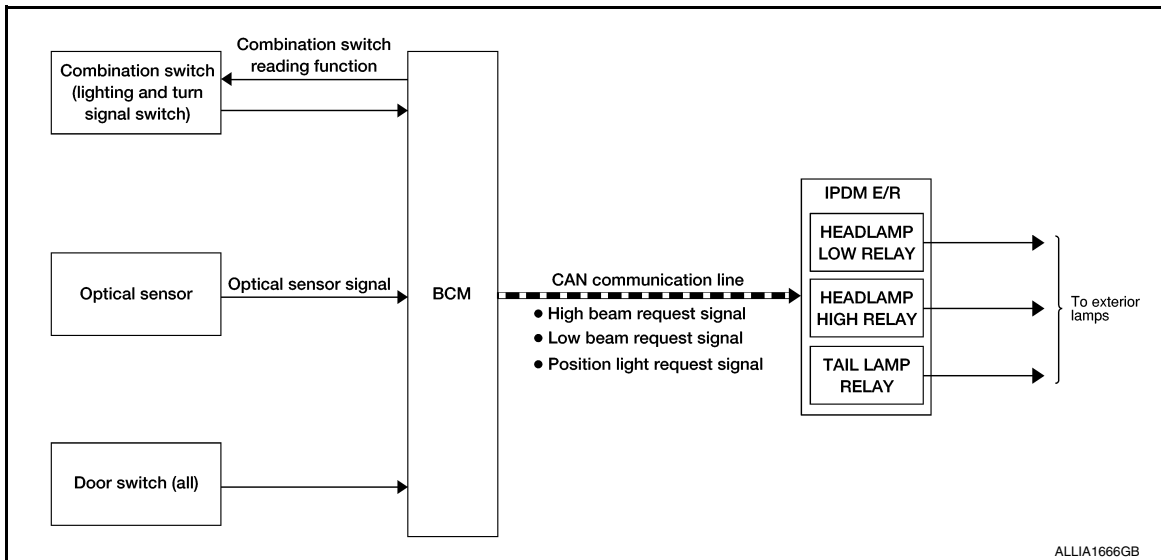 Combination switch
(lighting and turn
signal switch)
Combination switch
reading function
Optical sensor
Optical sensor signal
Door switch (all)
BCM
CAN communication line
● High beam request signal
● Low beam request signal
● Position light request signal
IPDM E/R
HEADLAMP
LOW RELAY
HEADLAMP
HIGH RELAY
TAIL LAMP
RELAY
To exterior
lamps
ALLIA1666GB